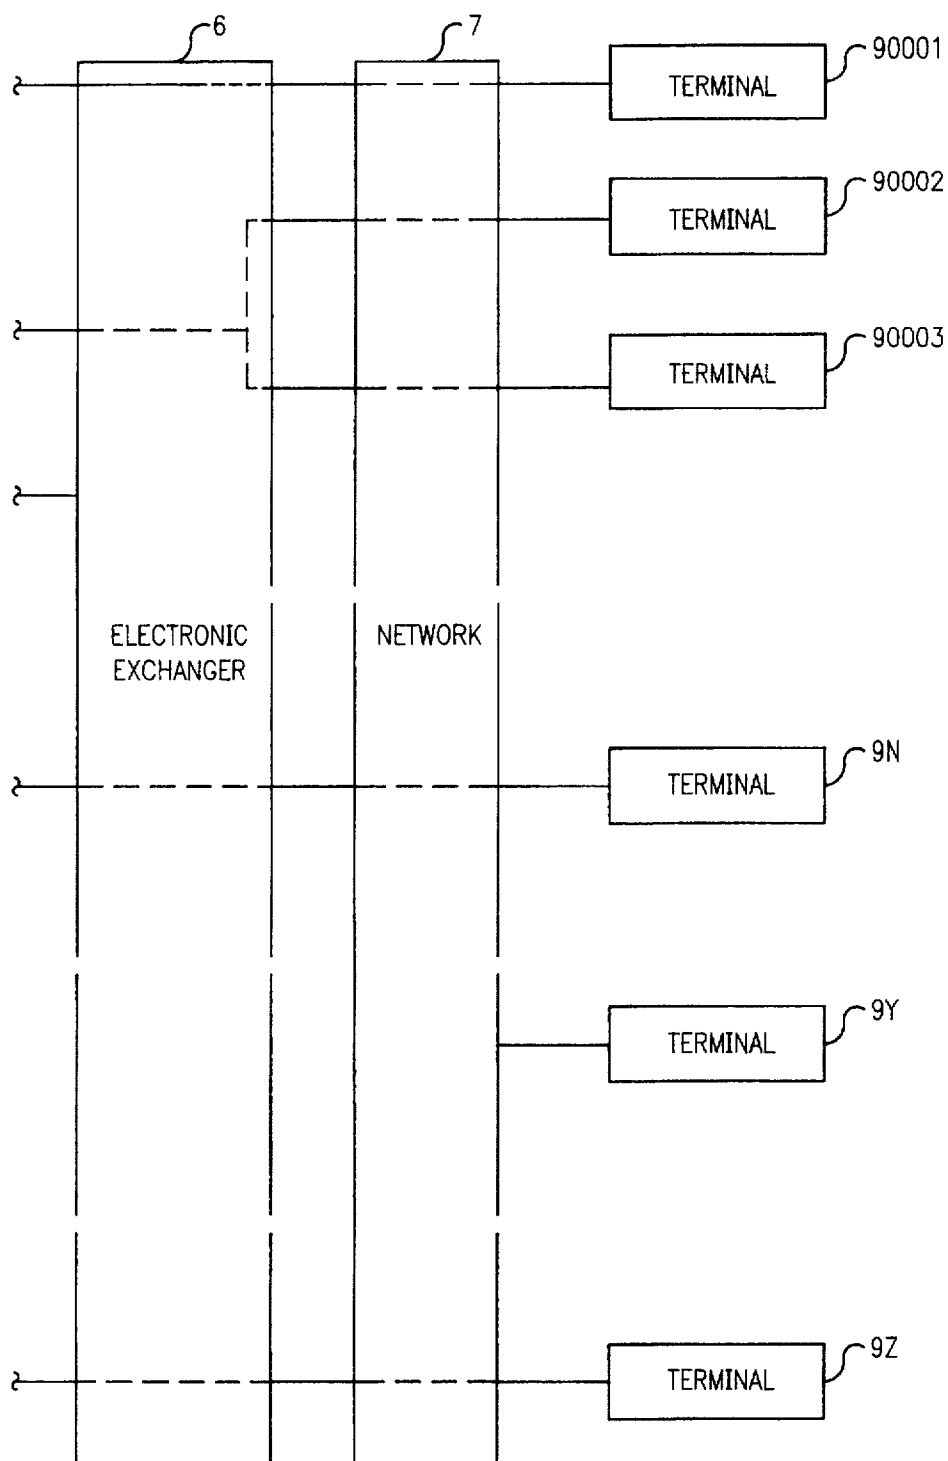 6
7
90001
TERMINAL
90002
TERMINAL
90003
TERMINAL
ELECTRONIC
EXCHANGER
NETWORK
9N
TERMINAL
9Y
TERMINAL
9Z
TERMINAL